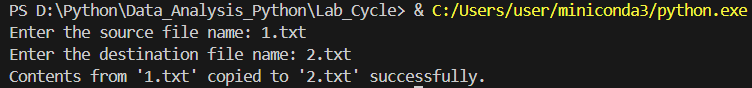 PS D:\Python\Data_Analysis_Python\Lab_Cycle> & C:/Users/user/miniconda3/python.exe
Enter the source file name: 1.txt
Enter the destination file name: 2.txt
Contents from '1.txt' copied to '2.txt' successfully.